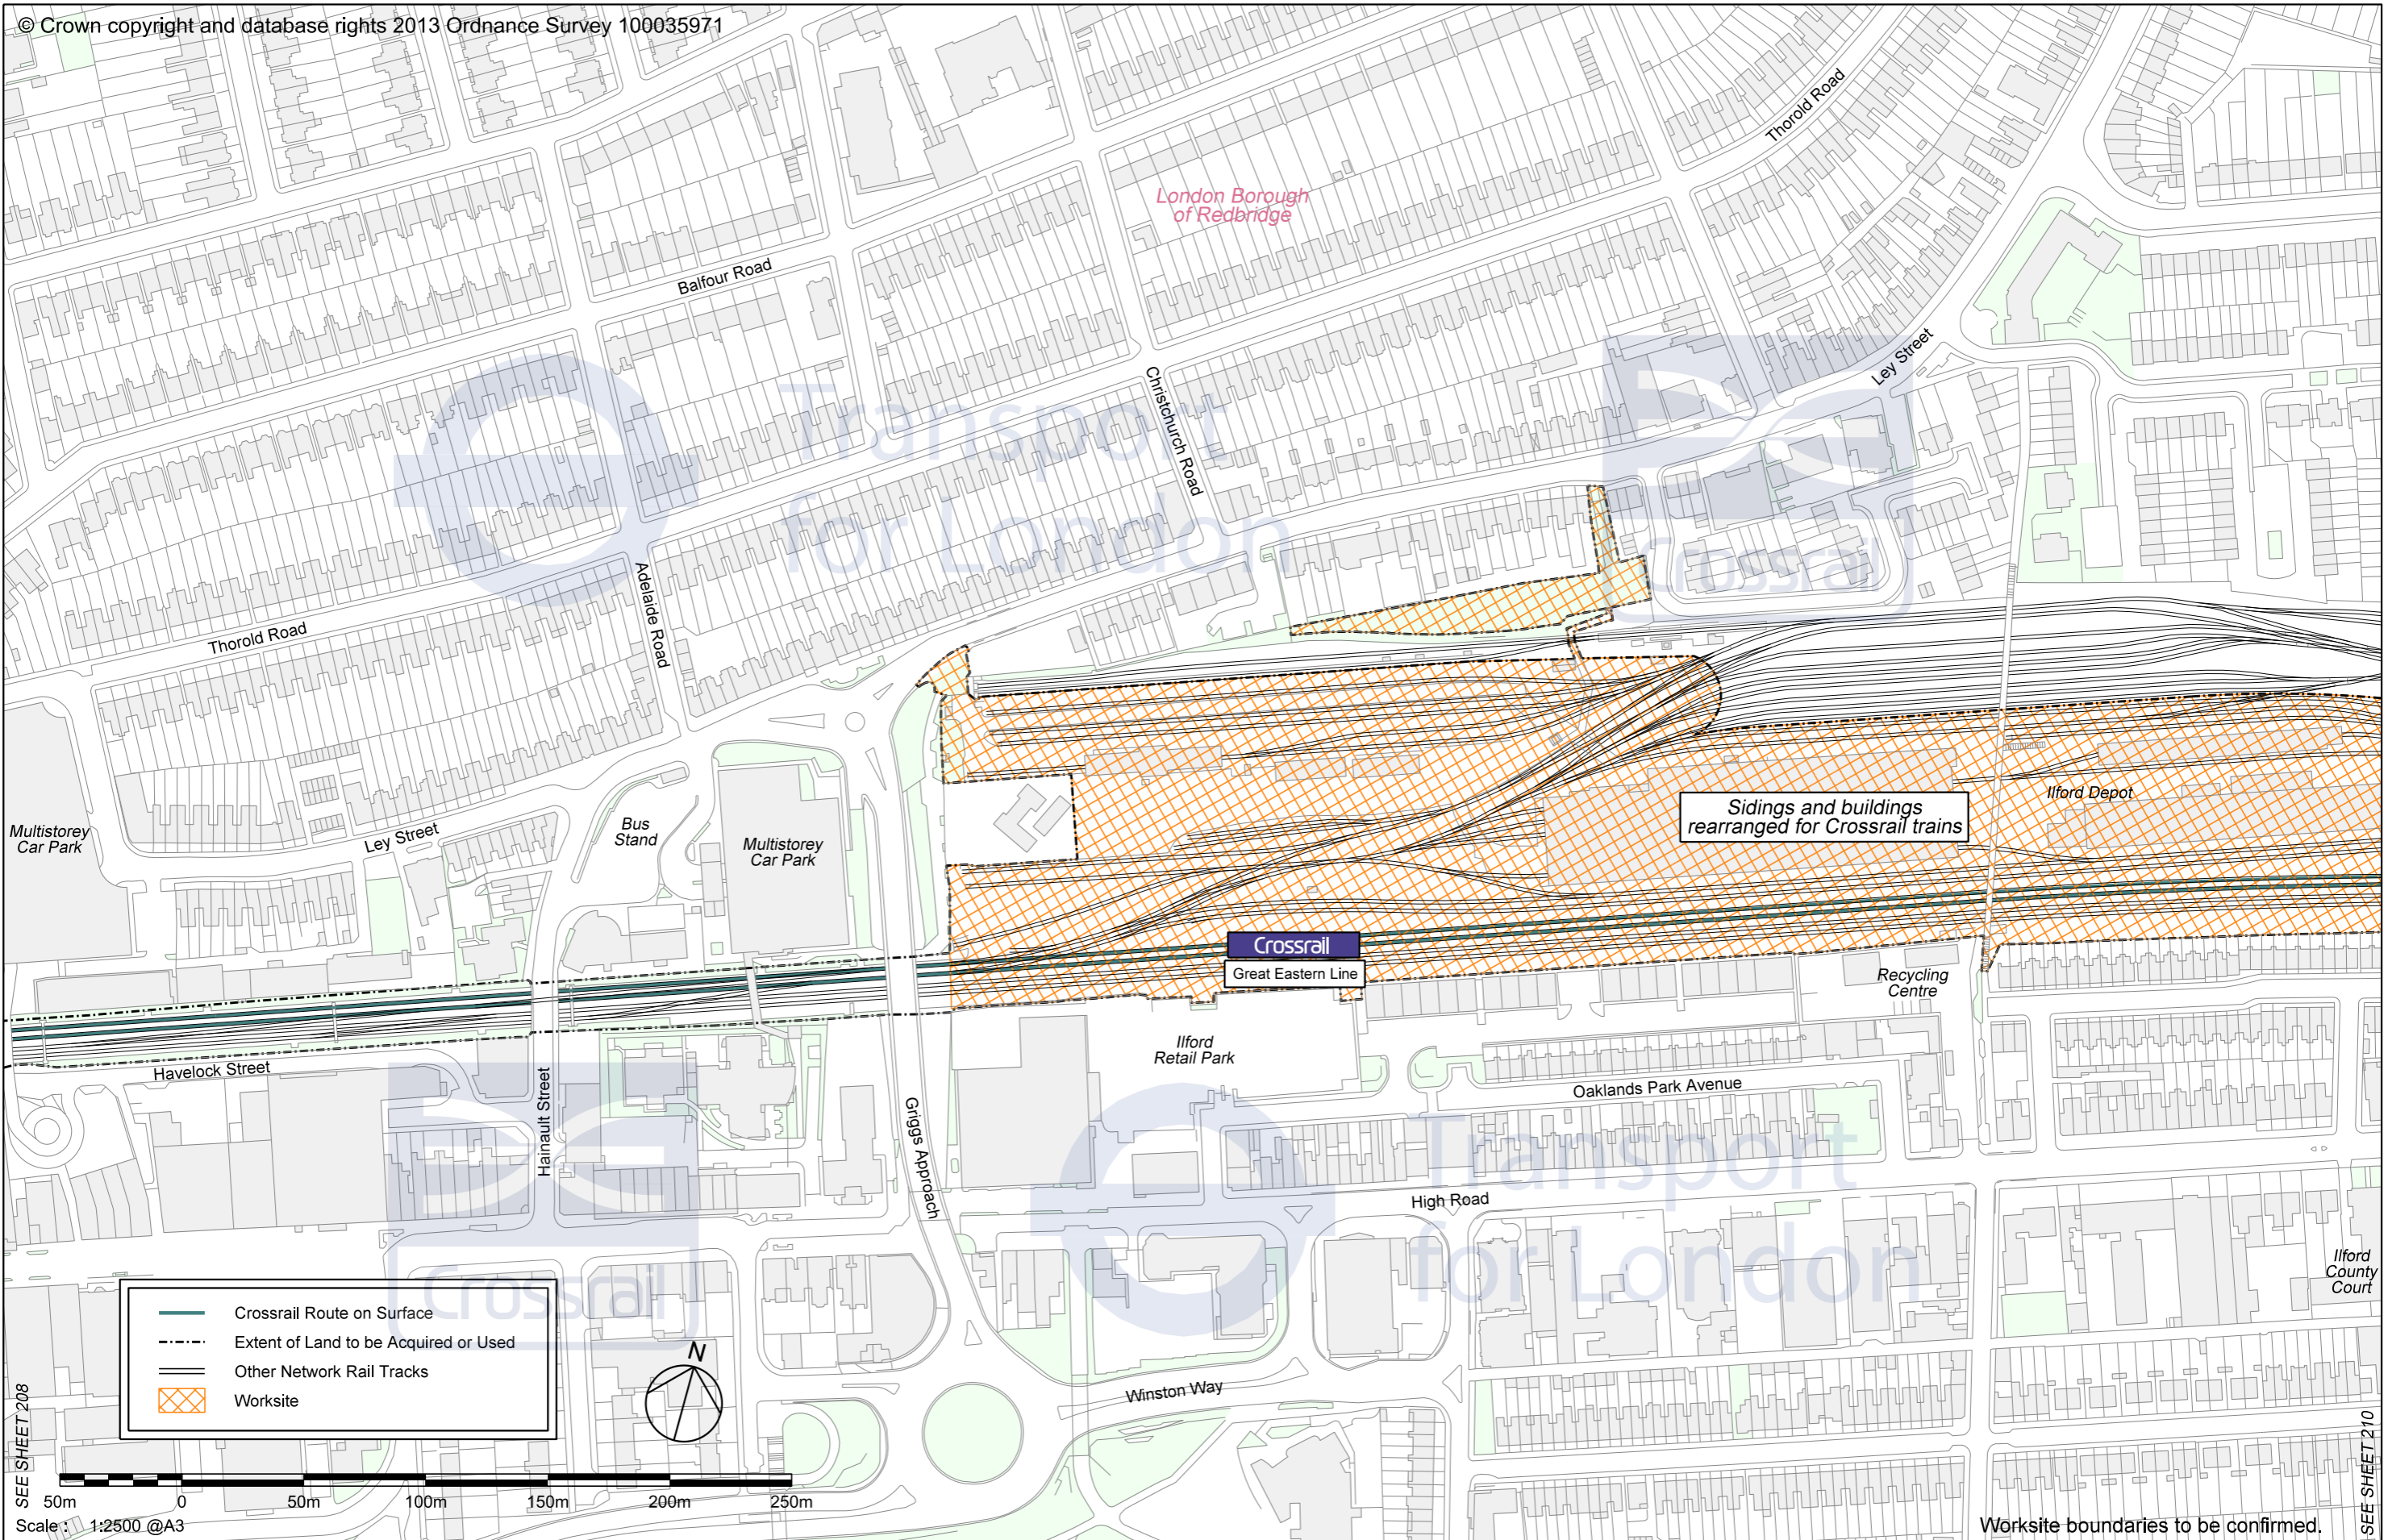 © Crown copyright and database rights 2013 Ordnance Survey 100035971
Thorold Road
London Borough
of Redbridge
Balfour Road
Ley Street
Christchurch Road
Transport
for London
Crossrail
Adelaide Road
Thorold Road
Multistorey
Car Park
Ley Street
Bus
Stand
Multistorey
Car Park
Sidings and buildings
rearranged for Crossrail trains
Ilford Depot
Crossrail
Great Eastern Line
Recycling
Centre
Ilford
Retail Park
Havelock Street
Hainault Street
Griggs Approach
Oaklands Park Avenue
Transport
for London
High Road
Ilford
County
Court
Crossrail
Crossrail Route on Surface
Extent of Land to be Acquired or Used
Other Network Rail Tracks
Worksite
N
Winston Way
SEE SHEET 208
SEE SHEET 210
50m 0 50m 100m 150m 200m 250m
Scale : 1:2500 @A3
Worksite boundaries to be confirmed.